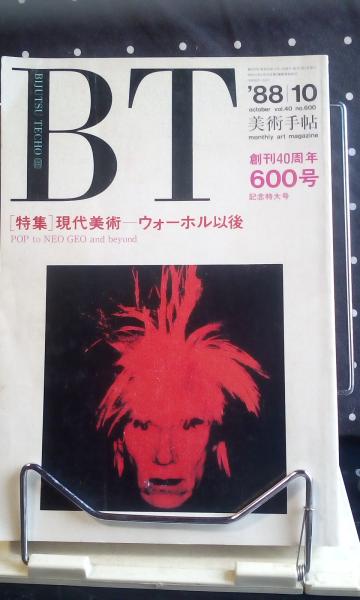 BT
BIJUTSU TECHO
'88 10
october vol.40 no.600
美術手帖
monthly art magazine
創刊40周年
600号
記念特大号
[特集]現代美術—ウォーホル以後
POP to NEO GEO and beyond